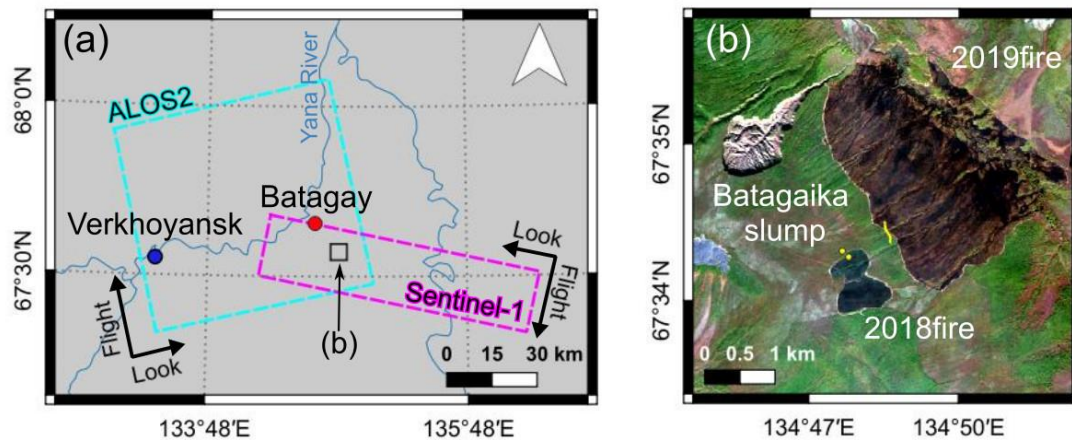 (a)
Yana River
ALOS2
68°0′N
Batagay
Verkhoyansk
Look
67°30′N
Flight
Sentinel-1
Flight
(b)
Look
0 15 30 km
133°48′E 135°48′E
(b)
2019fire
67°35′N
Batagaika
slump
67°34′N
2018fire
0 0.5 1 km
134°47′E 134°50′E